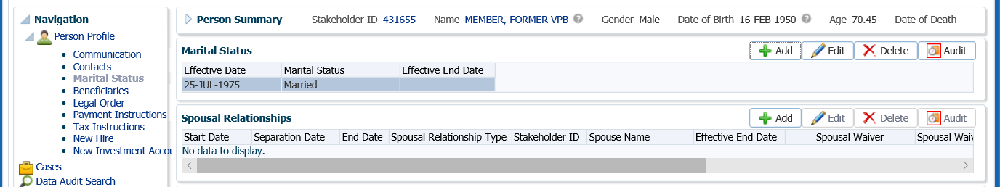 Navigation
Person Profile
Communication
Contacts
Marital Status
Beneficiaries
Legal Order
Payment Instructions
Tax Instructions
New Hire
New Investment Accou
Cases
Data Audit Search
Person Summary Stakeholder ID 431655 Name MEMBER, FORMER VPB Gender Male Date of Birth 16-FEB-1950 Age 70.45 Date of Death
Marital Status Add Edit Delete Audit
Effective Date Marital Status Effective End Date
25-JUL-1975 Married
Spousal Relationships Add Edit Delete Audit
Start Date Separation Date End Date Spousal Relationship Type Stakeholder ID Spouse Name Effective End Date Spousal Waiver Spousal Waiv
No data to display.